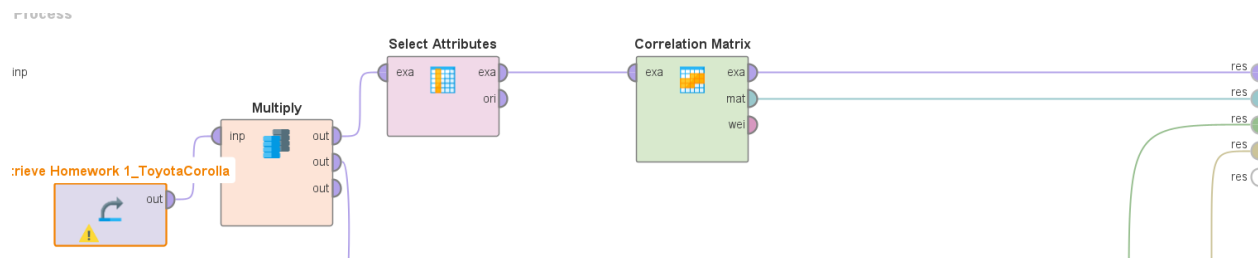 Process
Select Attributes
Correlation Matrix
inp
exa
exa
exa
exa
res
ori
mat
res
Multiply
wei
res
inp
out
res
out
res
:rieve Homework 1_ToyotaCorolla
out
out